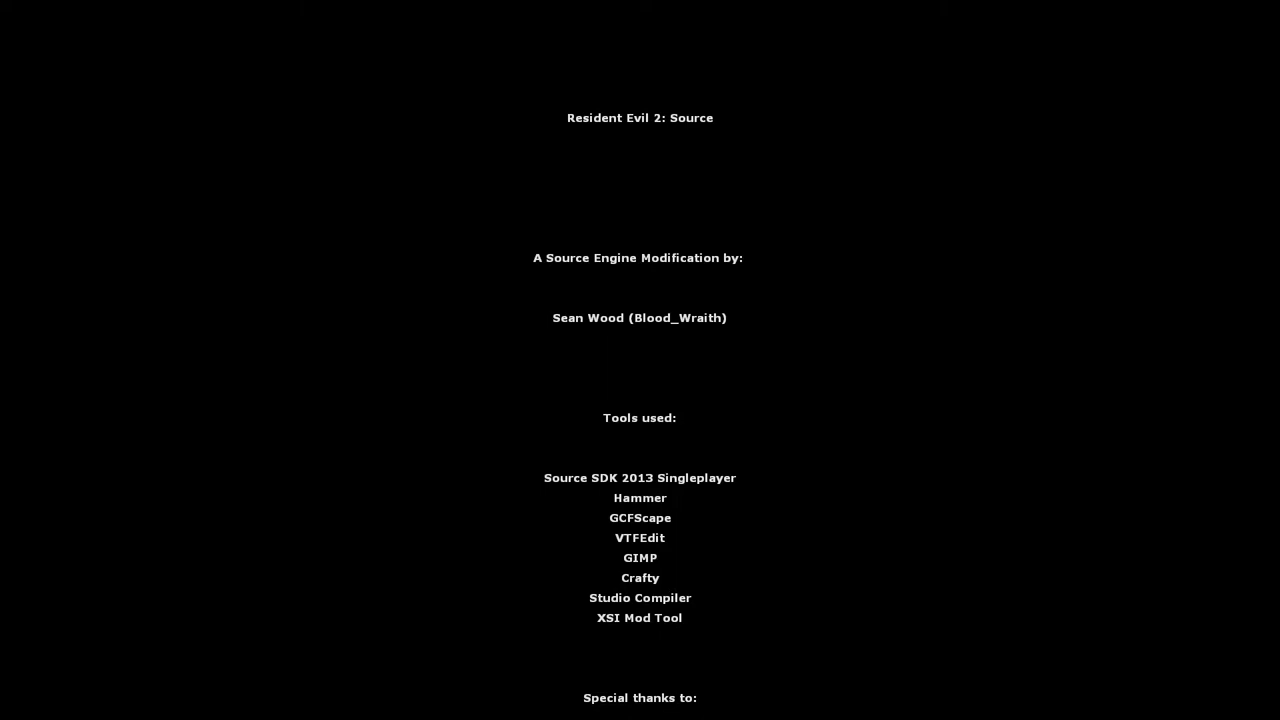 Resident Evil 2: Source
A Source Engine Modification by:
Sean Wood (Blood_Wraith)
Tools used:
Source SDK 2013 Singleplayer
Hammer
GCFScape
VTFEdit
GIMP
Crafty
Studio Compiler
XSI Mod Tool
Special thanks to: